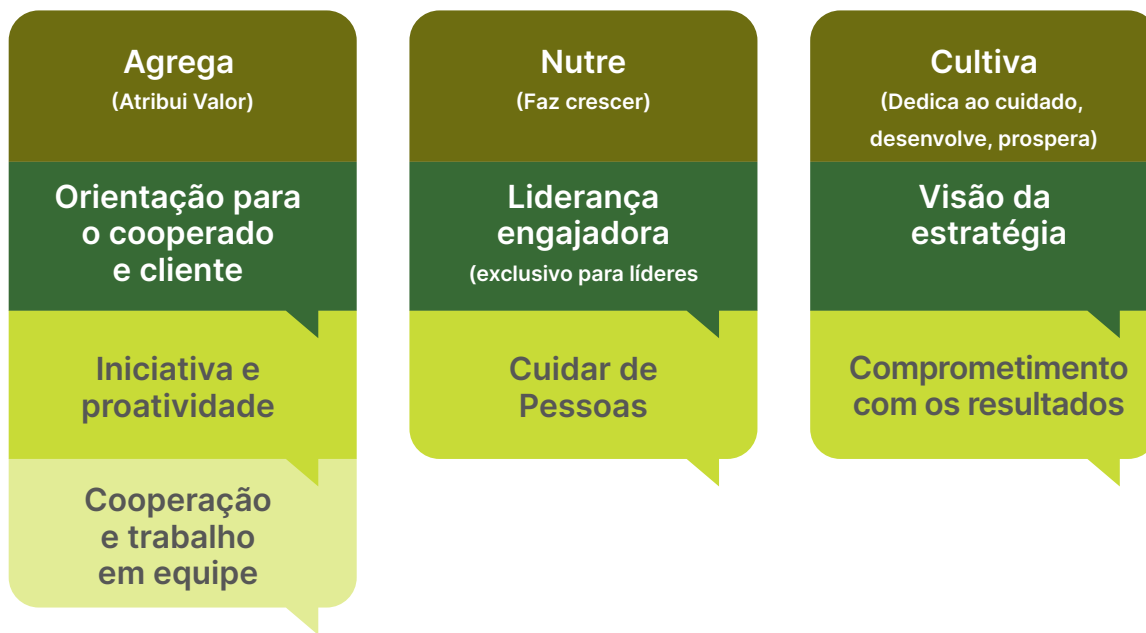 Agrega
(Atribui Valor)
Orientação para
o cooperado
e cliente
Iniciativa e
proatividade
Cooperação
e trabalho
em equipe
Nutre
(Faz crescer)
Liderança
engajadora
(exclusivo para líderes
Cuidar de
Pessoas
Cultiva
(Dedica ao cuidado,
desenvolve, prospera)
Visão da
estratégia
Comprometimento
com os resultados